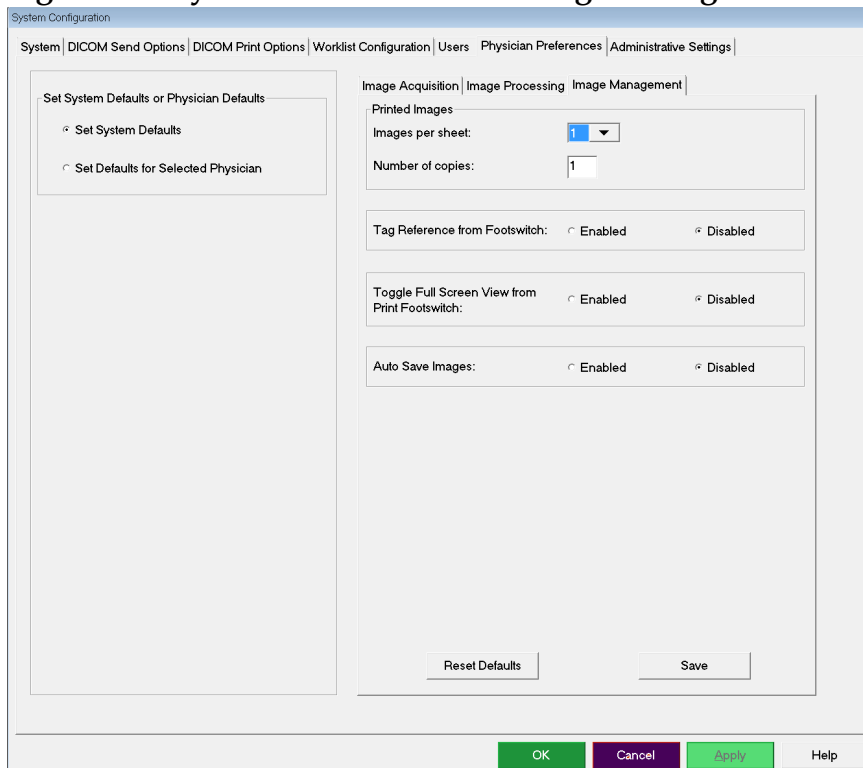 System Configuration
System DICOM Send Options DICOM Print Options Worklist Configuration Users Physician Preferences Administrative Settings
Set System Defaults or Physician Defaults
Set System Defaults
Set Defaults for Selected Physician
Image Acquisition Image Processing Image Management
Printed Images
Images per sheet: 1
Number of copies: 1
Tag Reference from Footswitch: Enabled Disabled
Toggle Full Screen View from
Print Footswitch: Enabled Disabled
Auto Save Images: Enabled Disabled
Reset Defaults Save
OK Cancel Apply Help